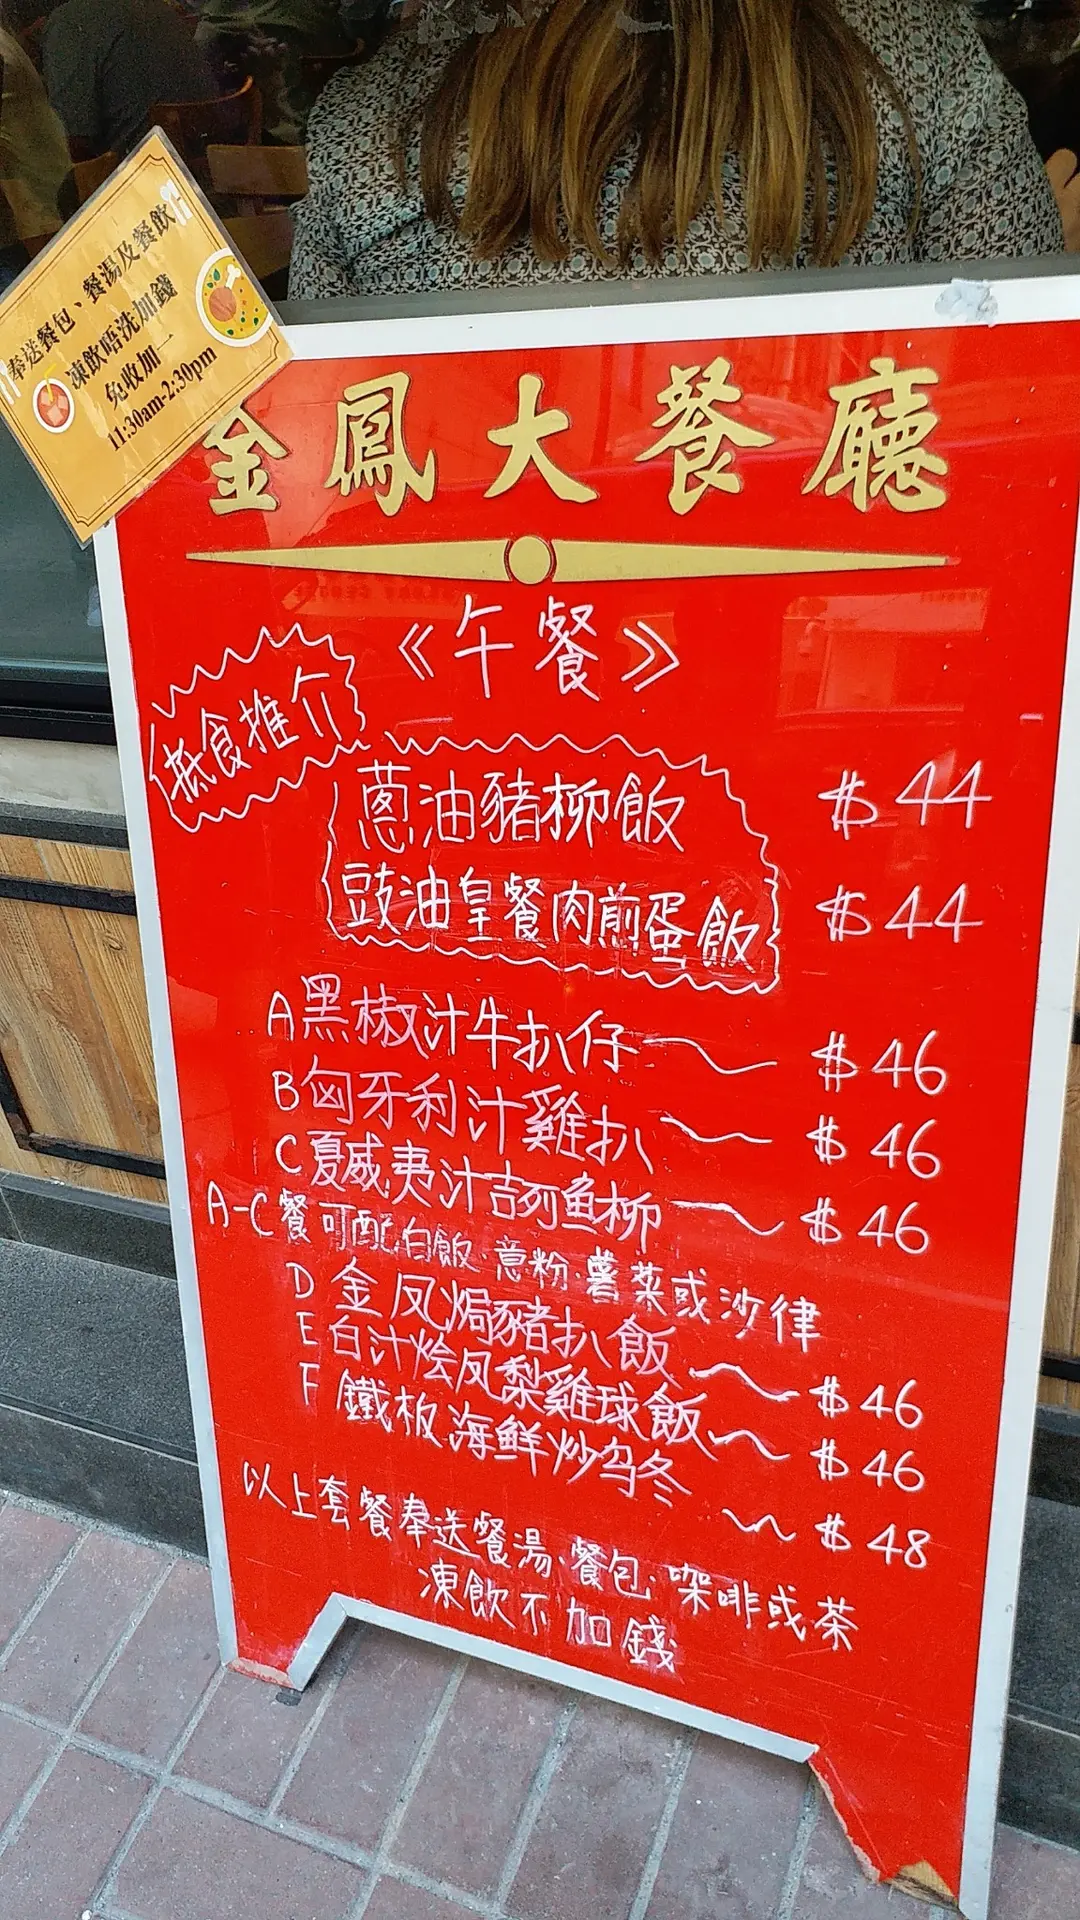 奉送餐包、餐湯及餐飲
凍飲唔洗加錢
免收加一
11:30am-2:30pm
金鳳大餐廳
《午餐》
抵食推介
蔥油豬柳飯 $44
豉油皇餐肉煎蛋飯 $44
A黑椒汁牛扒仔 $46
B匈牙利汁雞扒 $46
C夏威夷汁吉列魚柳 $46
A-C餐可配白飯.意粉.薯菜或沙律
D金凤焗豬扒飯 $46
E白汁烩凤梨雞球飯 $46
F鐵板海鮮炒乌冬 $48
以上套餐奉送餐湯.餐包.咖啡或茶
凍飲不加錢